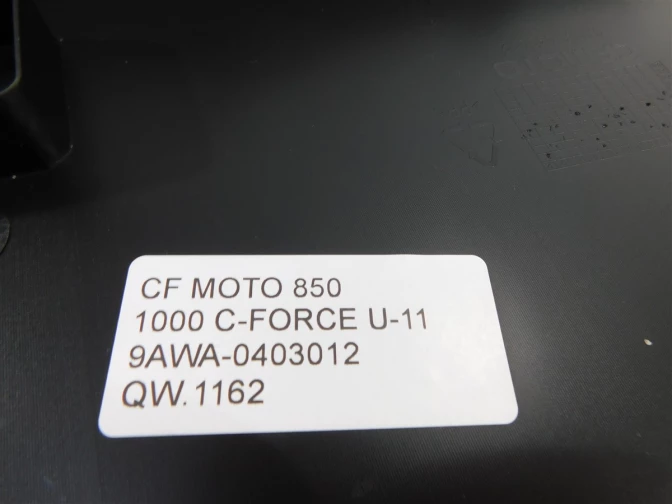 CF MOTO 850
1000 C-FORCE U-11
9AWA-0403012
QW.1162